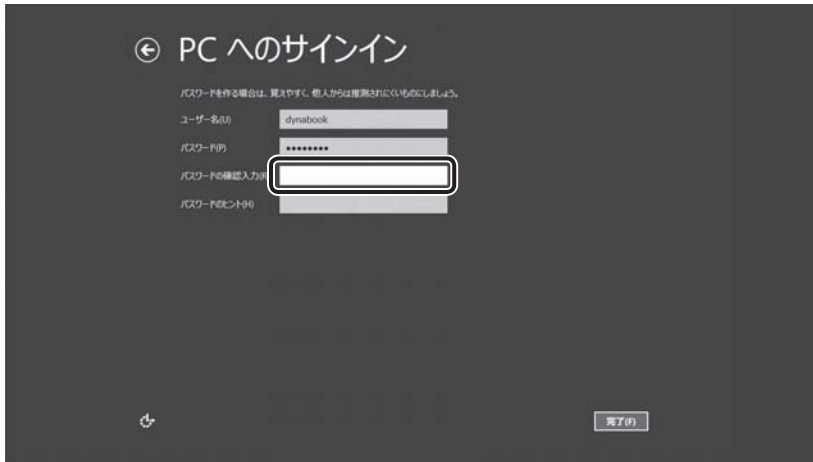 PC へのサインイン
パスワードを作る場合は、覚えやすく、他人からは推測されにくいものにしましょう。
ユーザー名(U)
dynabook
パスワード(P)
••••••••
パスワードの確認入力(R)
パスワードのヒント(H)
完了(F)